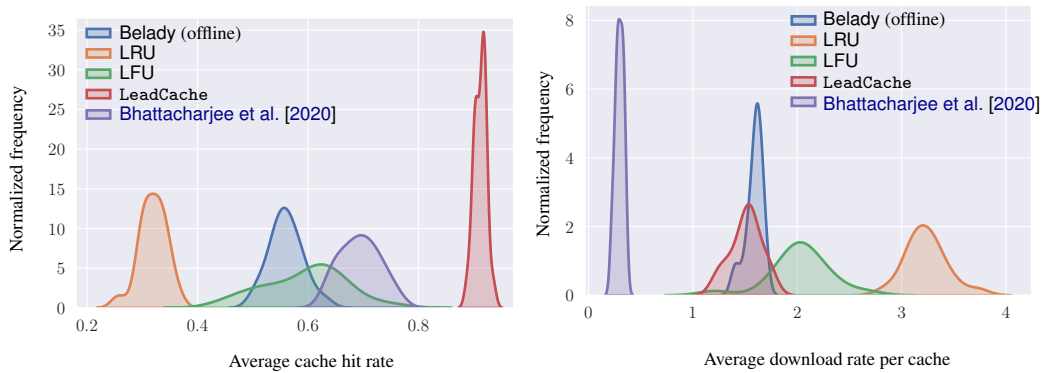 35
30
25
20
15
10
5
0
Normalized frequency
Belady (offline)
LRU
LFU
LeadCache
Bhattacharjee et al. [2020]
0.2 0.4 0.6 0.8
Average cache hit rate
8
6
4
2
0
Normalized frequency
Belady (offline)
LRU
LFU
LeadCache
Bhattacharjee et al. [2020]
0 1 2 3 4
Average download rate per cache